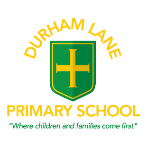 DURHAM LANE
PRIMARY SCHOOL
"Where children and families come first"